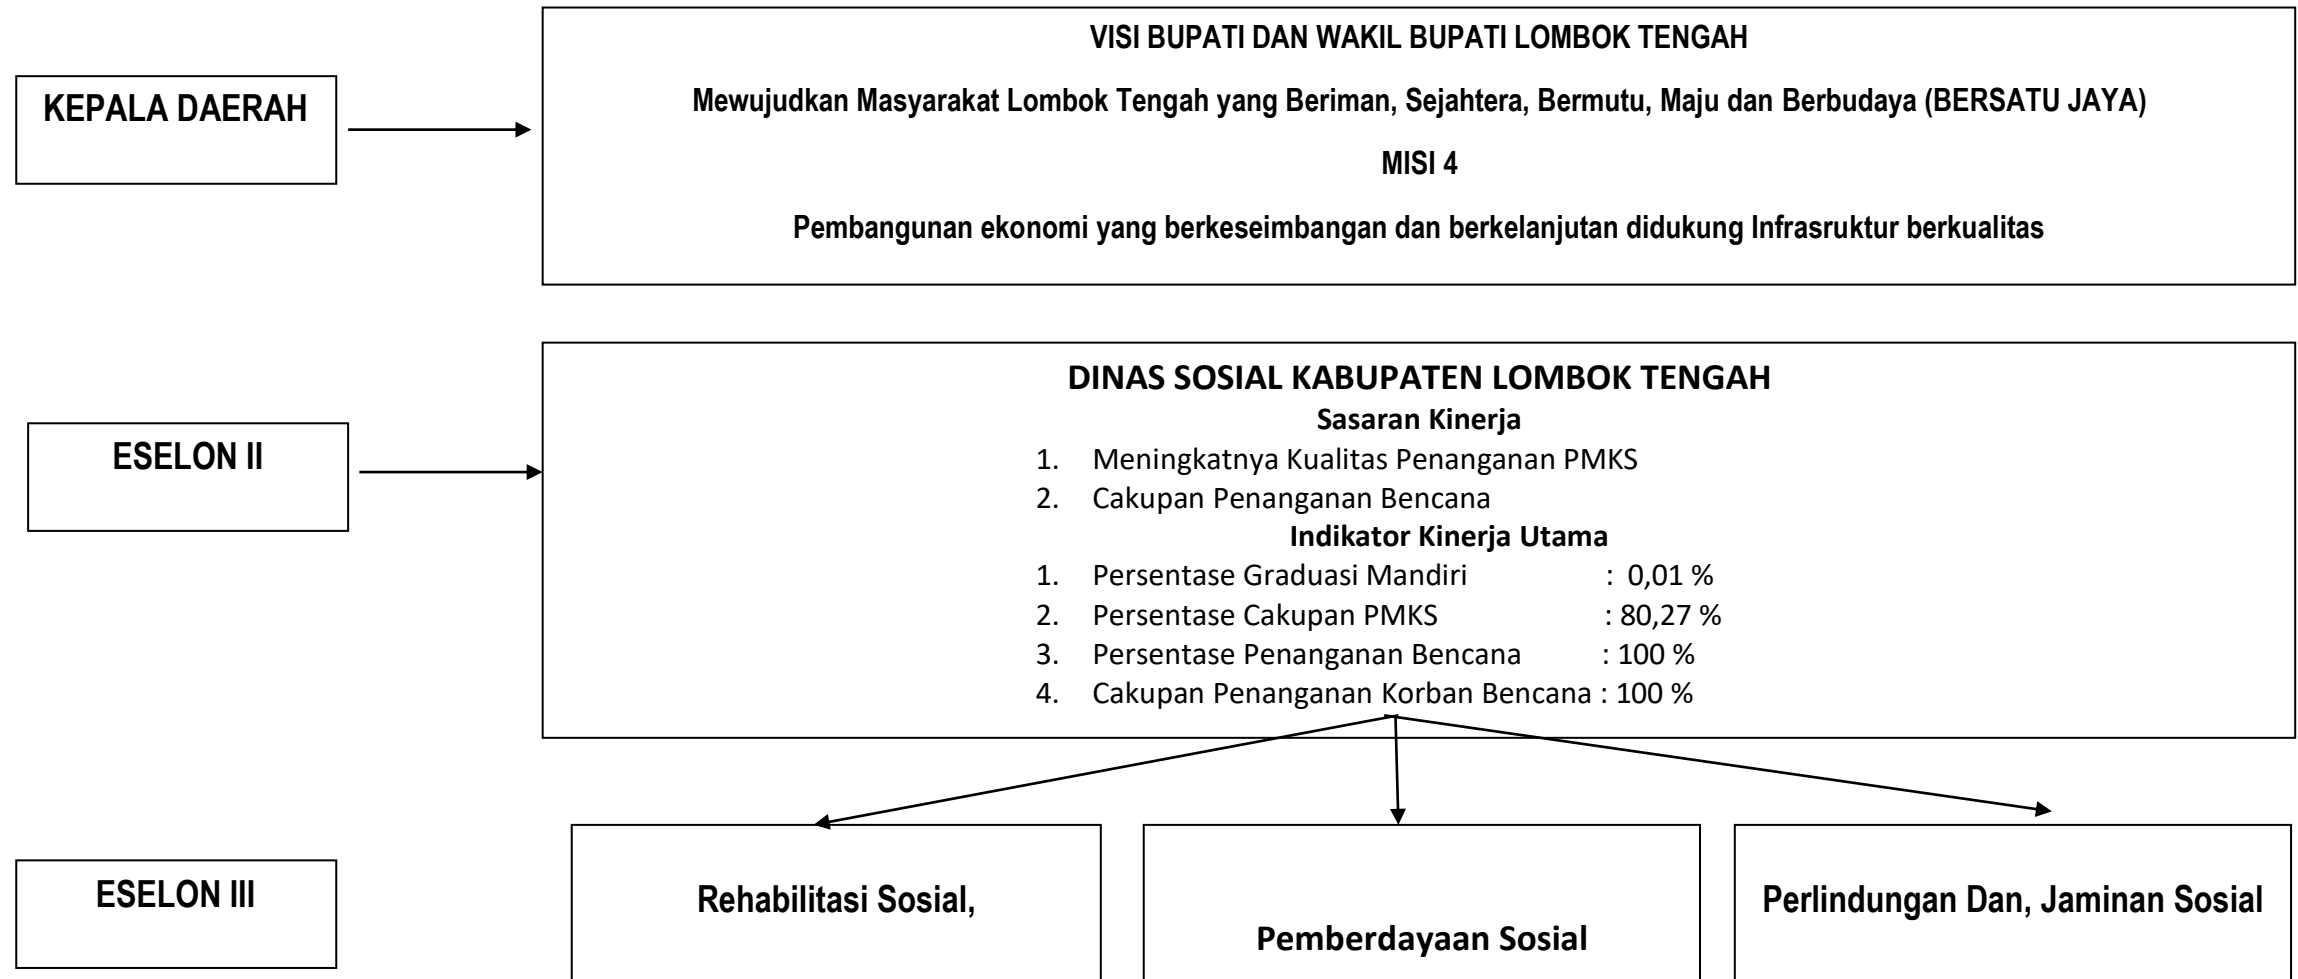 KEPALA DAERAH
VISI BUPATI DAN WAKIL BUPATI LOMBOK TENGAH
Mewujudkan Masyarakat Lombok Tengah yang Beriman, Sejahtera, Bermutu, Maju dan Berbudaya (BERSATU JAYA)
MISI 4
Pembangunan ekonomi yang berkeseimbangan dan berkelanjutan didukung Infrasruktur berkualitas
ESELON II
DINAS SOSIAL KABUPATEN LOMBOK TENGAH
Sasaran Kinerja
1. Meningkatnya Kualitas Penanganan PMKS
2. Cakupan Penanganan Bencana
Indikator Kinerja Utama
1. Persentase Graduasi Mandiri : 0,01 %
2. Persentase Cakupan PMKS : 80,27 %
3. Persentase Penanganan Bencana : 100 %
4. Cakupan Penanganan Korban Bencana : 100 %
ESELON III
Rehabilitasi Sosial,
Pemberdayaan Sosial
Perlindungan Dan, Jaminan Sosial